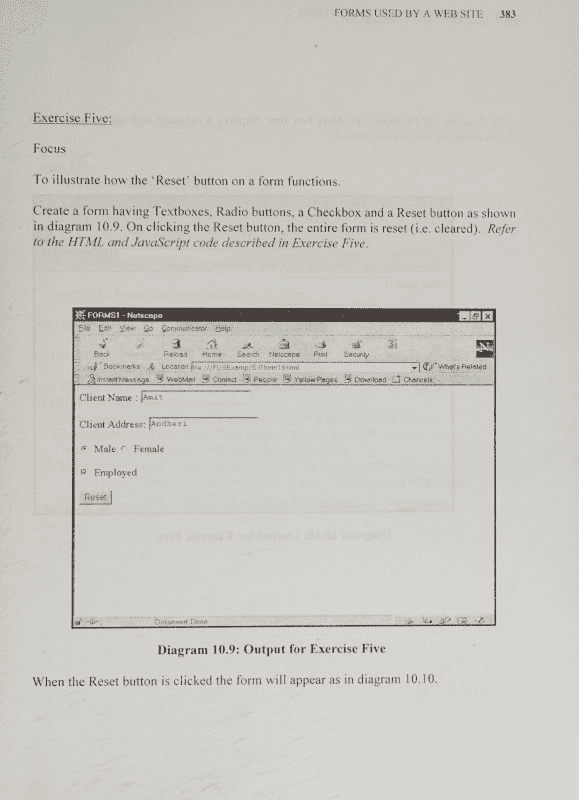 FORMS USED BY A WEB SITE 383
Exercise Five:
Focus
To illustrate how the 'Reset' button on a form functions.
Create a form having Textboxes, Radio buttons, a Checkbox and a Reset button as shown
in diagram 10.9. On clicking the Reset button, the entire form is reset (i.e. cleared). Refer
to the HTML and JavaScript code described in Exercise Five.
FORMS1 - Netscape
File Edit View Go Communicator Help
Back Reload Home Search Netscape Print Security
Bookmarks Location: What's Related
Instant Message WebMail Contact People Yellow Pages Download Channels
Client Name : Amit
Client Address: Andheri
Male Female
Employed
Reset
Document Done
Diagram 10.9: Output for Exercise Five
When the Reset button is clicked the form will appear as in diagram 10.10.